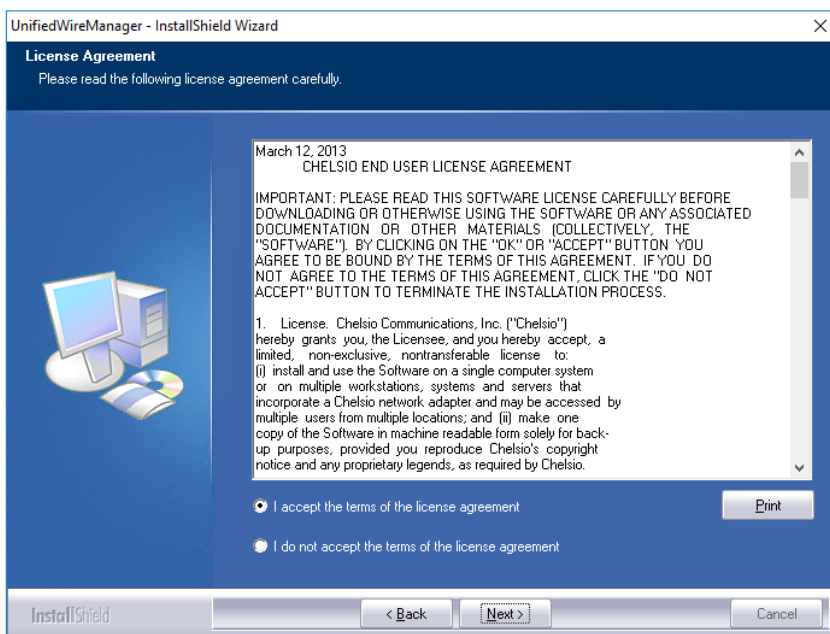 UnifiedWireManager - InstallShield Wizard
License Agreement
Please read the following license agreement carefully.
March 12, 2013
CHELSIO END USER LICENSE AGREEMENT
IMPORTANT: PLEASE READ THIS SOFTWARE LICENSE CAREFULLY BEFORE
DOWNLOADING OR OTHERWISE USING THE SOFTWARE OR ANY ASSOCIATED
DOCUMENTATION OR OTHER MATERIALS (COLLECTIVELY, THE
"SOFTWARE"). BY CLICKING ON THE "OK" OR "ACCEPT" BUTTON YOU
AGREE TO BE BOUND BY THE TERMS OF THIS AGREEMENT. IF YOU DO
NOT AGREE TO THE TERMS OF THIS AGREEMENT, CLICK THE "DO NOT
ACCEPT" BUTTON TO TERMINATE THE INSTALLATION PROCESS.
1. License. Chelsio Communications, Inc. ("Chelsio")
hereby grants you, the Licensee, and you hereby accept, a
limited, non-exclusive, nontransferable license to:
(i) install and use the Software on a single computer system
or on multiple workstations, systems and servers that
incorporate a Chelsio network adapter and may be accessed by
multiple users from multiple locations; and (ii) make one
copy of the Software in machine readable form solely for back-
up purposes, provided you reproduce Chelsio's copyright
notice and any proprietary legends, as required by Chelsio.
I accept the terms of the license agreement
Print
I do not accept the terms of the license agreement
InstallShield
< Back
Next >
Cancel